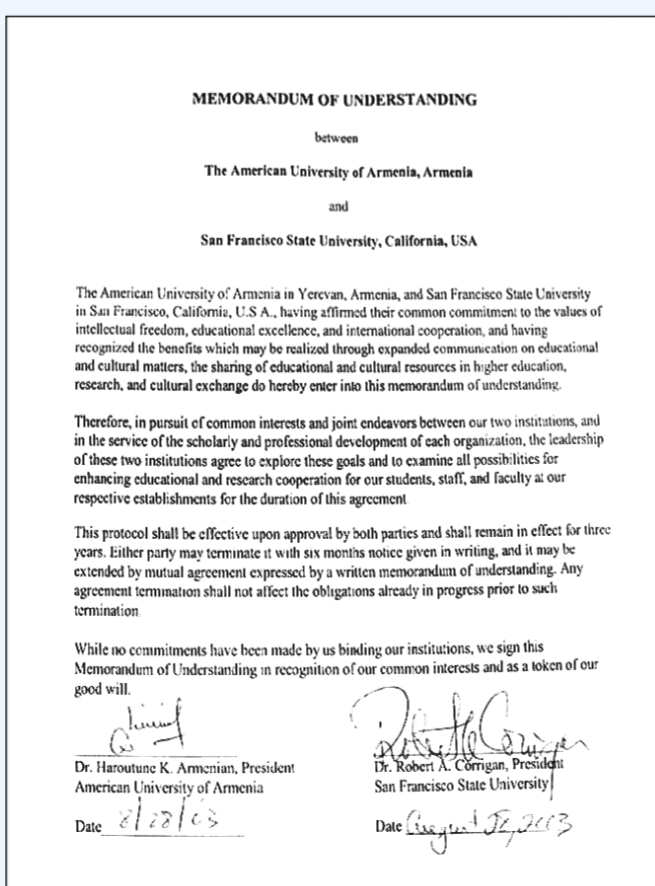 MEMORANDUM OF UNDERSTANDING
between
The American University of Armenia, Armenia
and
San Francisco State University, California, USA
The American University of Armenia in Yerevan, Armenia, and San Francisco State University
in San Francisco, California, U.S A., having affirmed their common commitment to the values of
intellectual freedom, educational excellence, and international cooperation, and having
recognized the benefits which may be realized through expanded communication on educational
and cultural matters, the sharing of educational and cultural resources in higher education,
research, and cultural exchange do hereby enter into this memorandum of understanding.
Therefore, in pursuit of common interests and joint endeavors between our two institutions, and
in the service of the scholarly and professional development of each organization, the leadership
of these two institutions agree to explore these goals and to examine all possibilities for
enhancing educational and research cooperation for our students, staff, and faculty at our
respective establishments for the duration of this agreement
This protocol shall be effective upon approval by both parties and shall remain in effect for three
years. Either party may terminate it with six months notice given in writing, and it may be
extended by mutual agreement expressed by a written memorandum of understanding. Any
agreement termination shall not affect the obligations already in progress prior to such
termination.
While no commitments have been made by us binding our institutions, we sign this
Memorandum of Understanding in recognition of our common interests and as a token of our
good will.
Robert A Corrigan
Dr. Haroutune K. Armenian, President
American University of Armenia
Date 8/28/03
Dr. Robert A. Corrigan, President
San Francisco State University
Date August